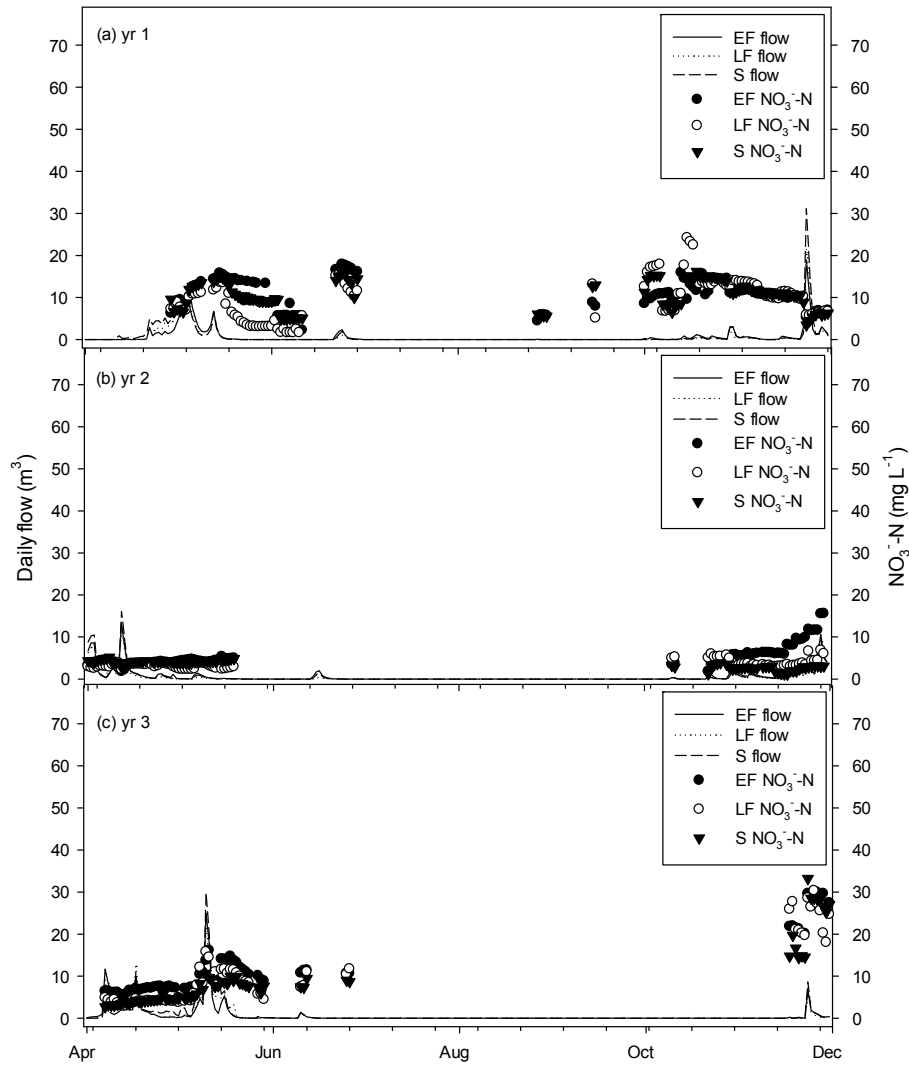 (a) yr 1
EF flow
LF flow
S flow
EF NO₃⁻-N
LF NO₃⁻-N
S NO₃⁻-N
70
60
50
40
30
20
10
0
70
60
50
40
30
20
10
0
(b) yr 2
EF flow
LF flow
S flow
EF NO₃⁻-N
LF NO₃⁻-N
S NO₃⁻-N
70
60
50
40
30
20
10
0
70
60
50
40
30
20
10
0
Daily flow (m³)
NO₃⁻-N (mg L⁻¹)
(c) yr 3
EF flow
LF flow
S flow
EF NO₃⁻-N
LF NO₃⁻-N
S NO₃⁻-N
70
60
50
40
30
20
10
0
70
60
50
40
30
20
10
0
Apr Jun Aug Oct Dec